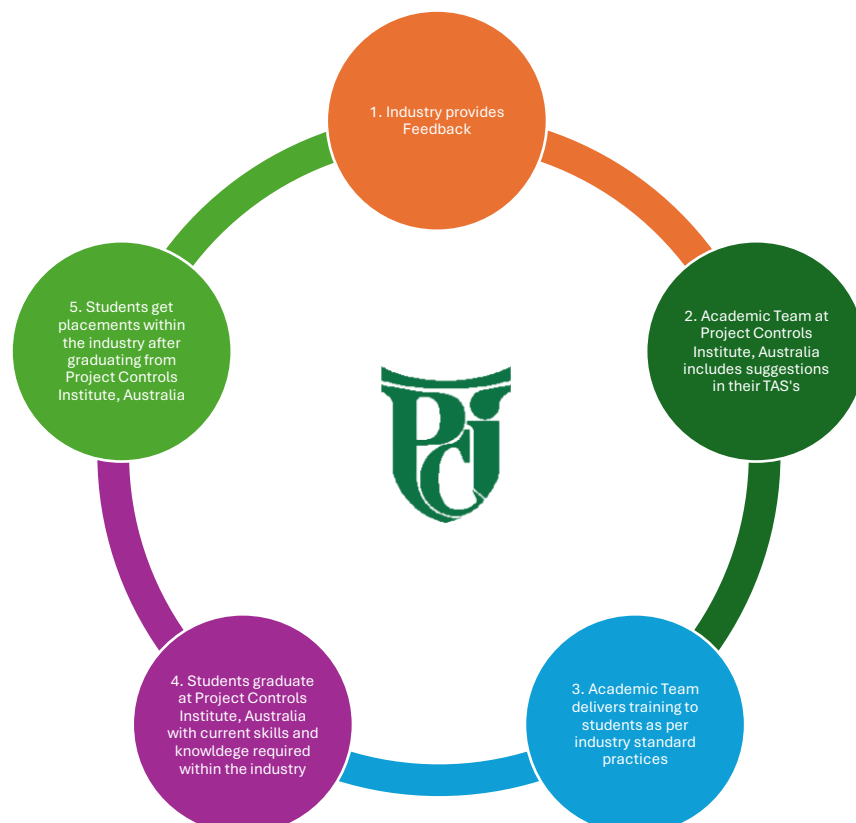 1. Industry provides
Feedback
2. Academic Team at
Project Controls
Institute, Australia
includes suggestions
in their TAS's
3. Academic Team
delivers training to
students as per
industry standard
practices
4. Students graduate
at Project Controls
Institute, Australia
with current skills and
knowldege required
within the industry
5. Students get
placements within
the industry after
graduating from
Project Controls
Institute, Australia
PCi